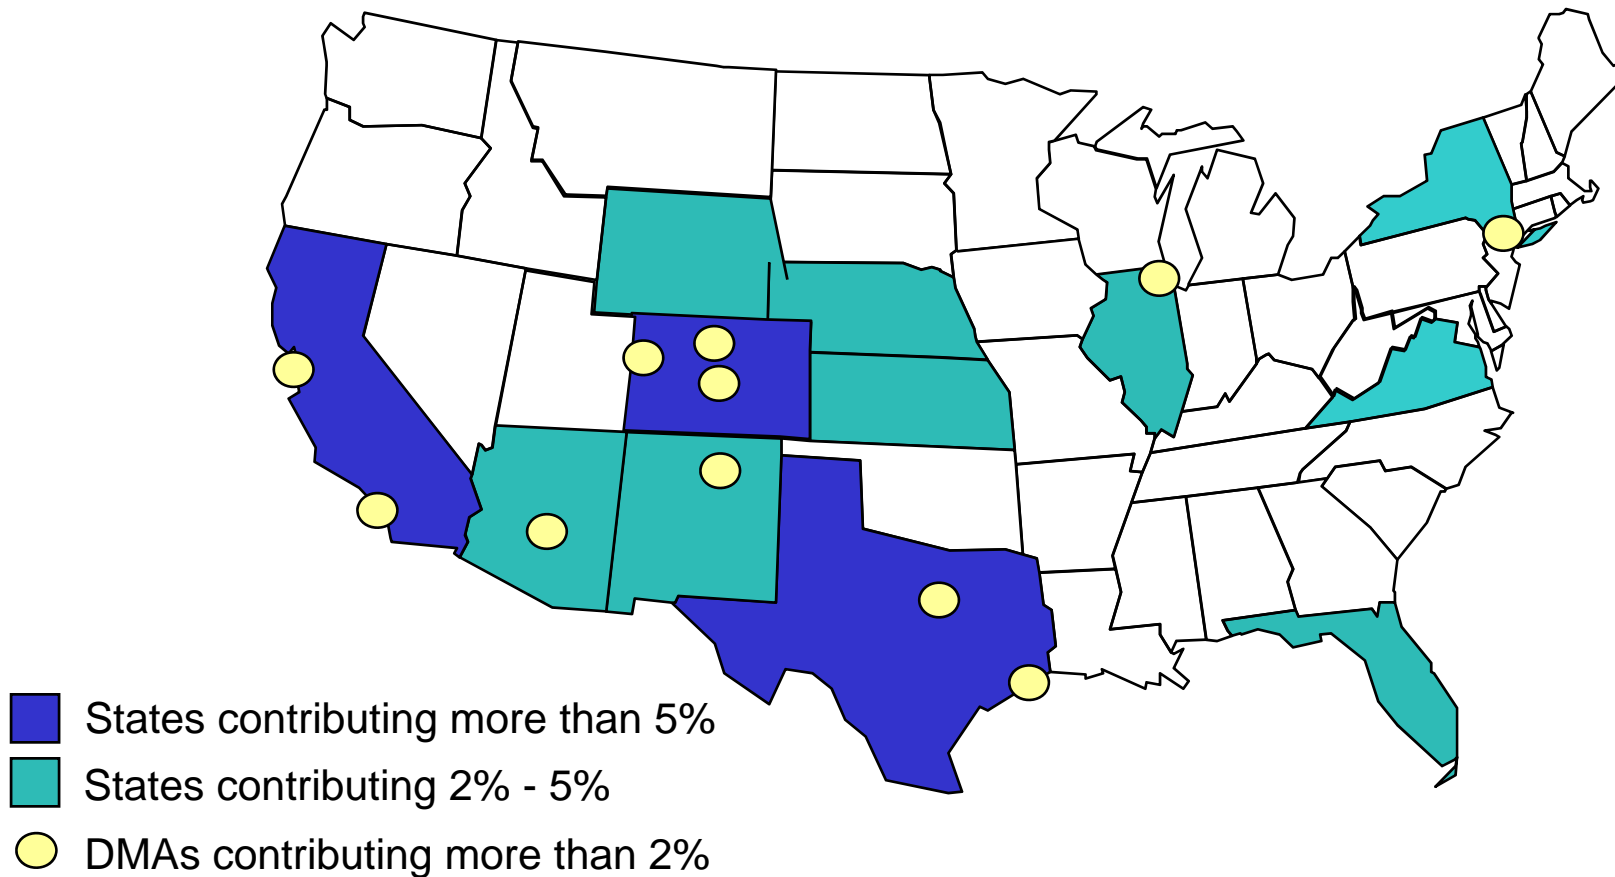 States contributing more than 5%
States contributing 2% - 5%
DMAs contributing more than 2%